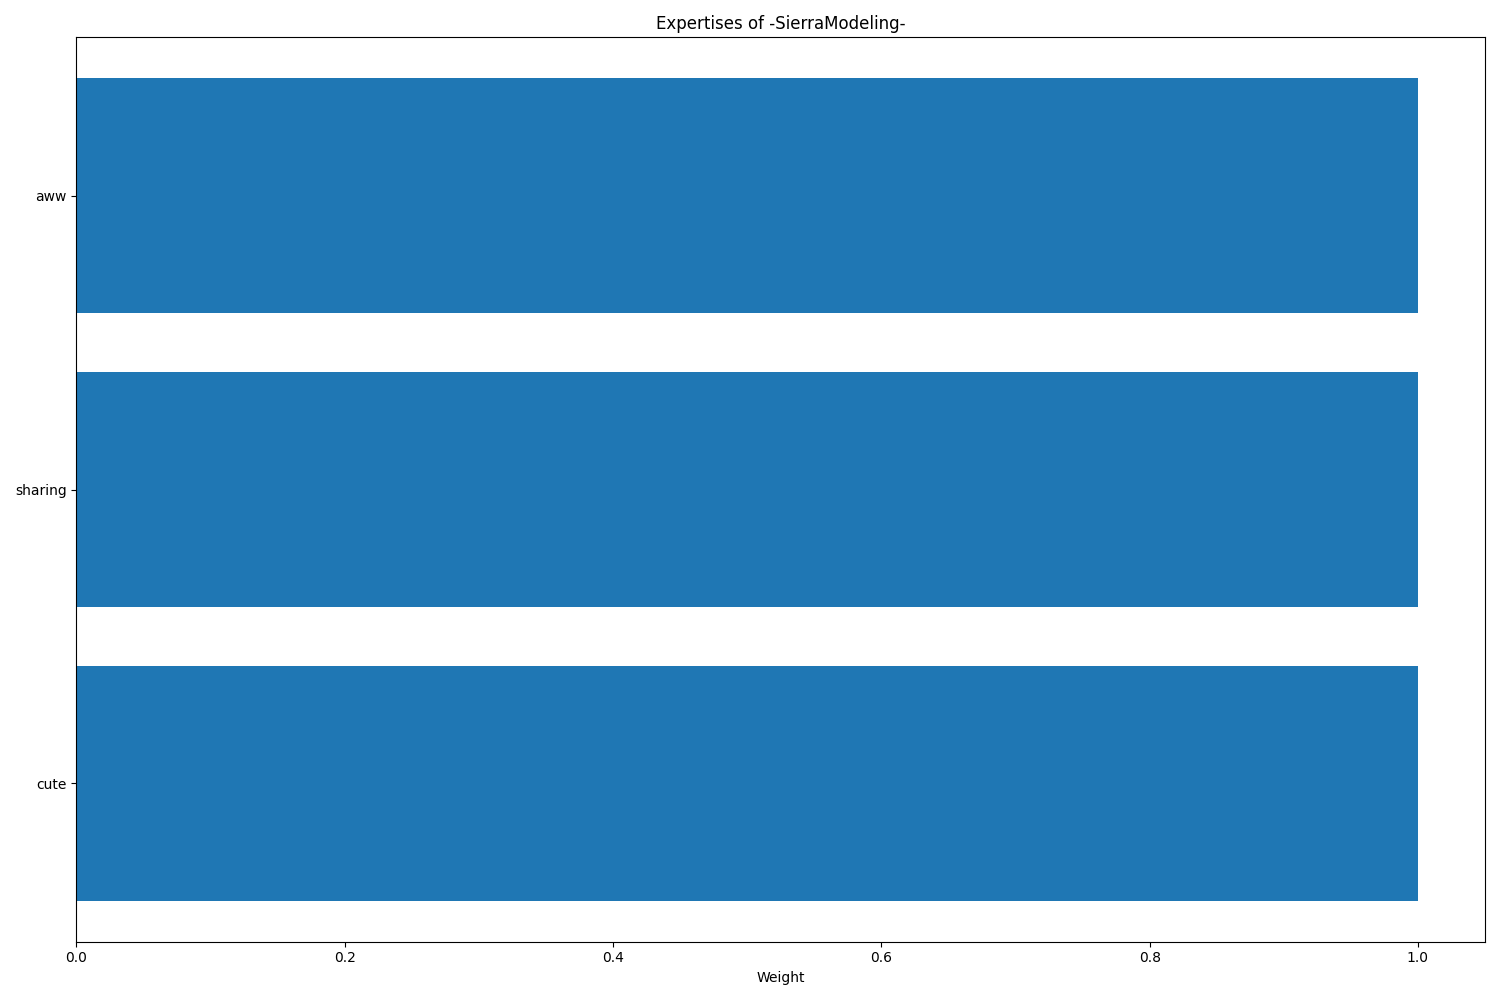 Expertises of -SierraModeling-
aww
sharing
cute
0.0 0.2 0.4 0.6 0.8 1.0
Weight